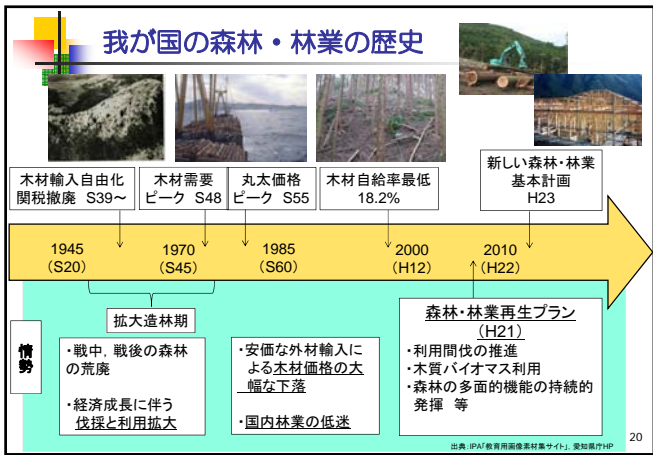 我が国の森林・林業の歴史
木材輸入自由化
関税撤廃 S39～
木材需要
ピーク S48
丸太価格
ピーク S55
木材自給率最低
18.2%
新しい森林・林業
基本計画
H23
1945
(S20)
1970
(S45)
1985
(S60)
2000
(H12)
2010
(H22)
拡大造林期
情勢
・戦中，戦後の森林
の荒廃
・経済成長に伴う
伐採と利用拡大
・安価な外材輸入に
よる木材価格の大
幅な下落
・国内林業の低迷
森林・林業再生プラン
(H21)
・利用間伐の推進
・木質バイオマス利用
・森林の多面的機能の持続的
発揮 等
20
出典：IPA「教育用画像素材集サイト」、愛知県庁HP